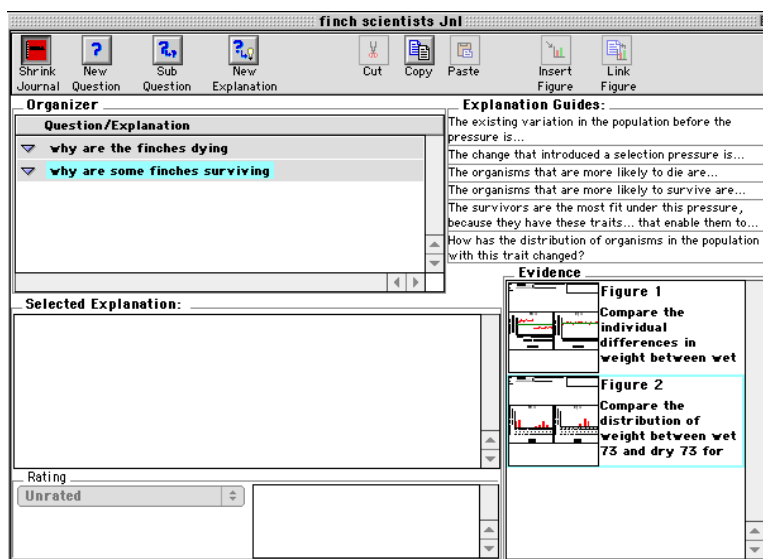 finch scientists Jnl
Shrink
Journal
New
Question
Sub
Question
New
Explanation
Cut
Copy
Paste
Insert
Figure
Link
Figure
Organizer
Question/Explanation
why are the finches dying
why are some finches surviving
Explanation Guides:
The existing variation in the population before the
pressure is...
The change that introduced a selection pressure is...
The organisms that are more likely to die are...
The organisms that are more likely to survive are...
The survivors are the most fit under this pressure,
because they have these traits... that enable them to...
How has the distribution of organisms in the population
with this trait changed?
Selected Explanation:
Evidence
Figure 1
Compare the
individual
differences in
weight between wet
Figure 2
Compare the
distribution of
weight between wet
73 and dry 73 for
Rating
Unrated